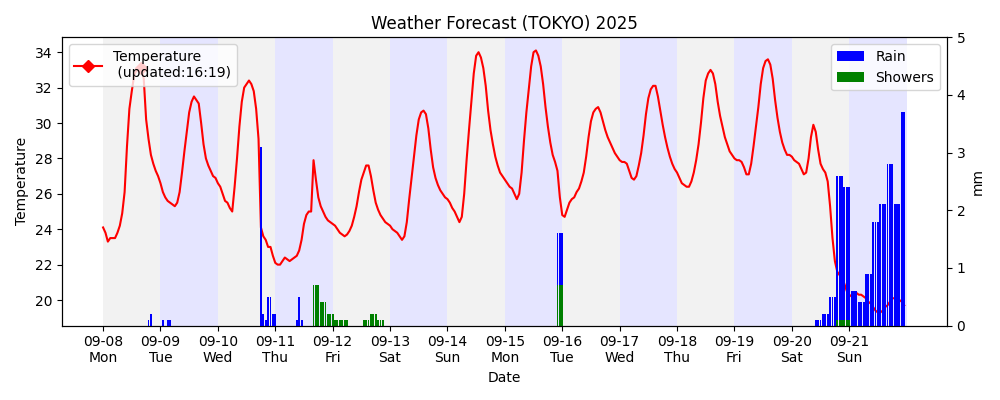 Weather Forecast (TOKYO) 2025
Temperature
(updated:16:19)
Rain
Showers
Temperature
34
32
30
28
26
24
22
20
5
4
3
2
1
0
mm
09-08 09-09 09-10 09-11 09-12 09-13 09-14 09-15 09-16 09-17 09-18 09-19 09-20 09-21
Mon Tue Wed Thu Fri Sat Sun Mon Tue Wed Thu Fri Sat Sun
Date